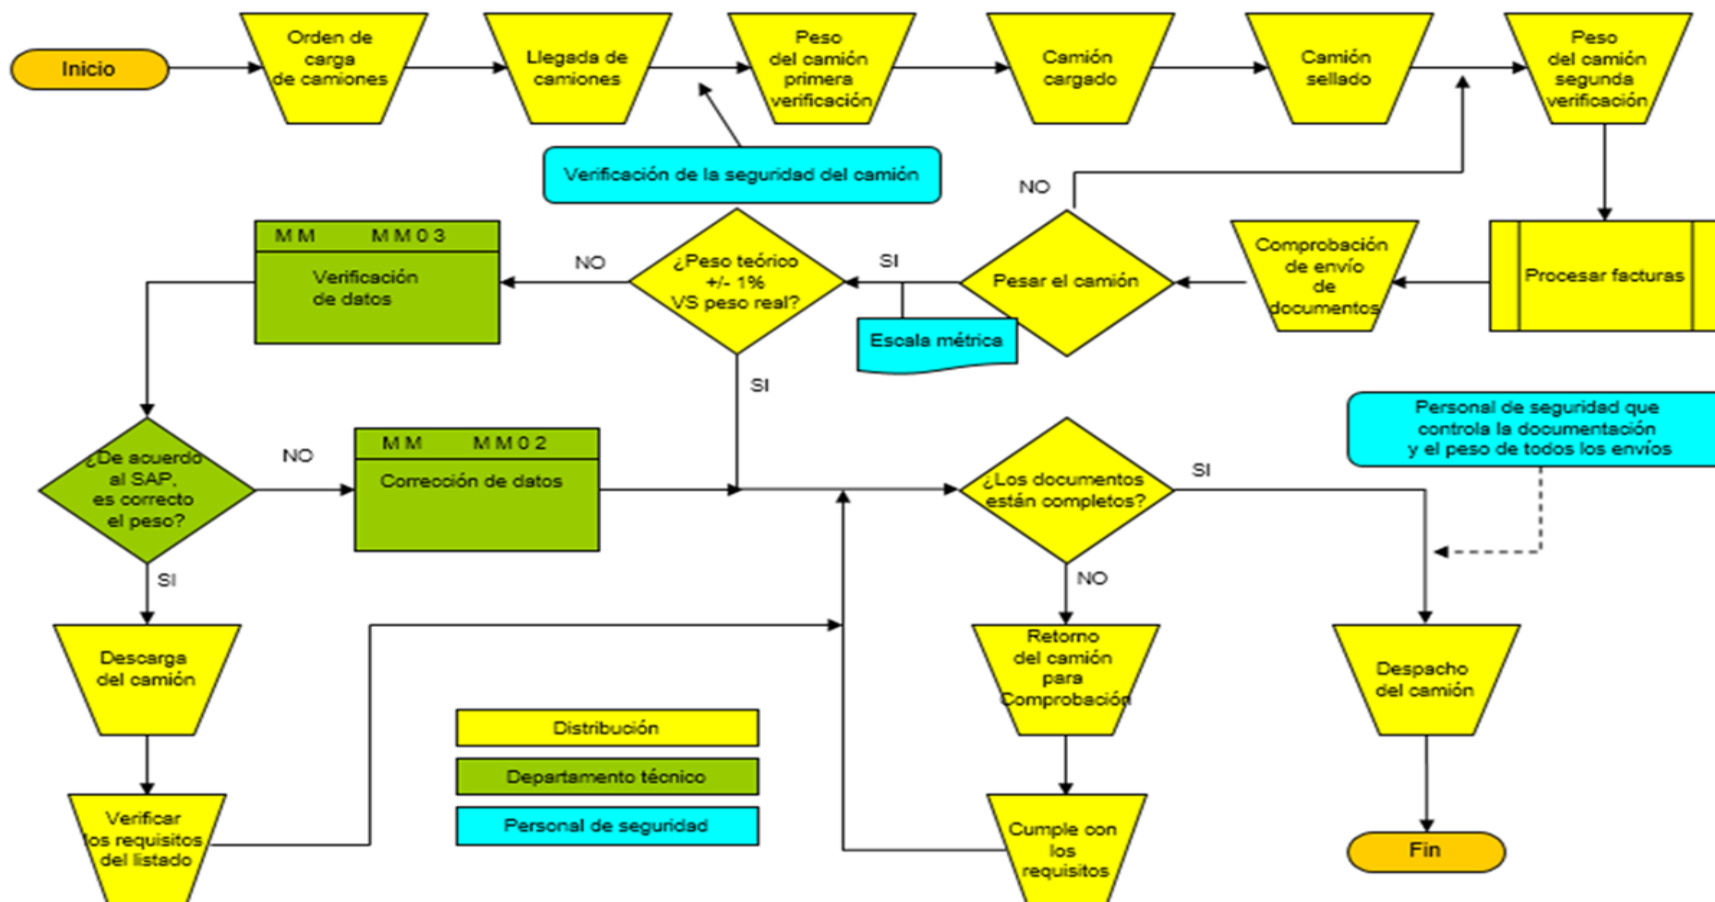 Inicio
Orden de
carga
de camiones
Llegada de
camiones
Peso
del camión
primera
verificación
Camión
cargado
Camión
sellado
Peso
del camión
segunda
verificación
Verificación de la seguridad del camión
NO
MM MM03
Verificación
de datos
NO
¿Peso teórico
+/- 1%
VS peso real?
SI
Pesar el camión
Comprobación
de envío
de
documentos
Procesar facturas
Escala métrica
SI
Personal de seguridad que
controla la documentación
y el peso de todos los envíos
¿De acuerdo
al SAP,
es correcto
el peso?
NO
MM MM02
Corrección de datos
¿Los documentos
están completos?
SI
SI
NO
Descarga
del camión
Retorno
del camión
para
Comprobación
Despacho
del camión
Distribución
Departamento técnico
Personal de seguridad
Verificar
los requisitos
del listado
Cumple con
los
requisitos
Fin